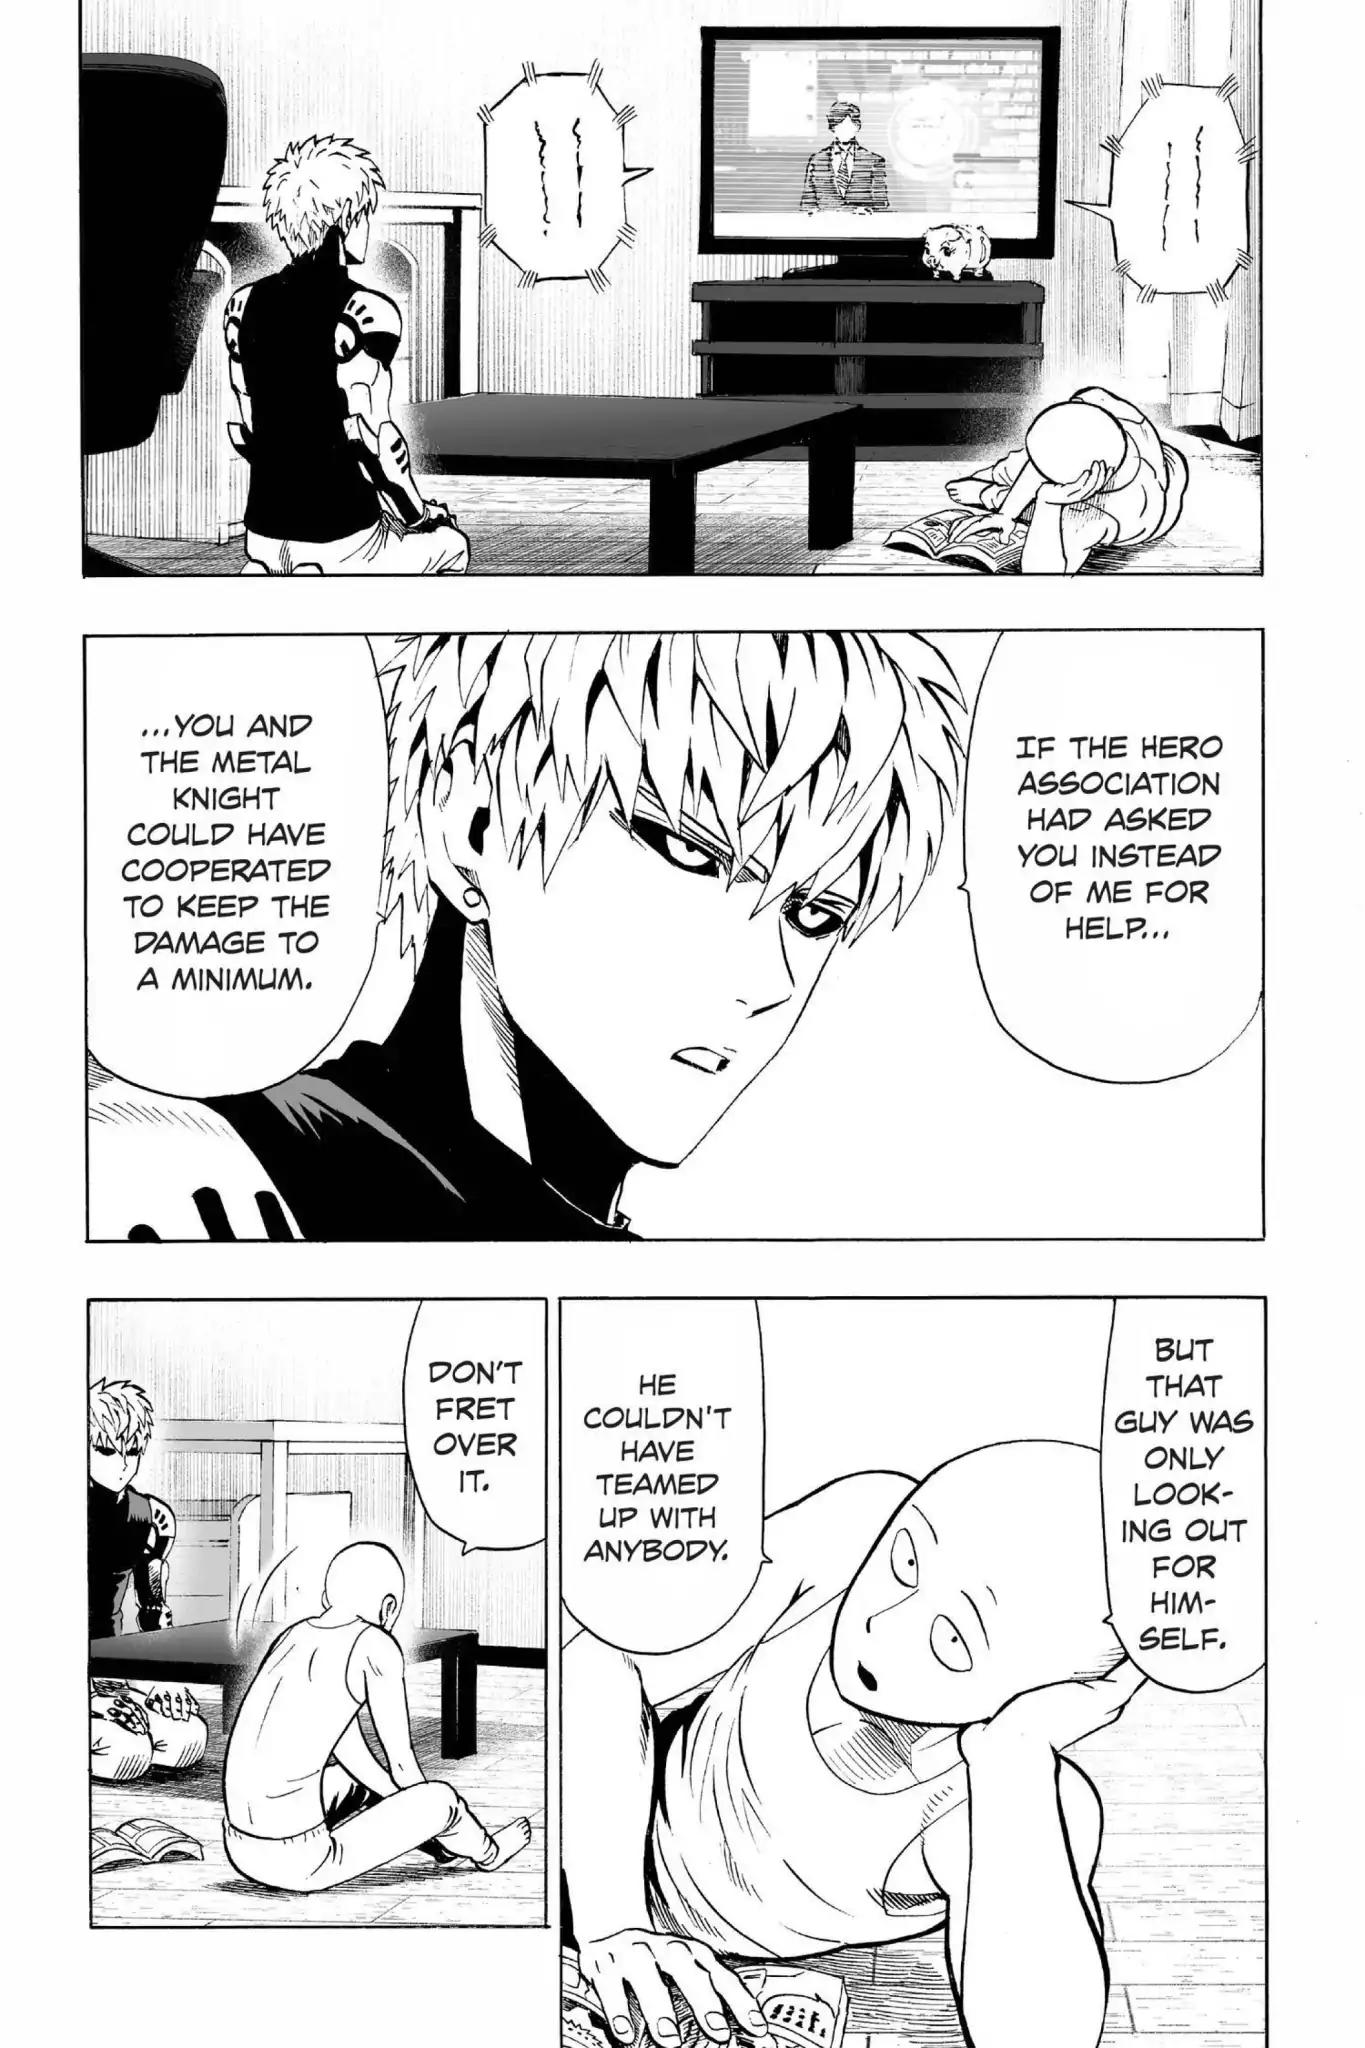 IF THE HERO
ASSOCIATION
HAD ASKED
YOU INSTEAD
OF ME FOR
HELP...
...YOU AND
THE METAL
KNIGHT
COULD HAVE
COOPERATED
TO KEEP THE
DAMAGE TO
A MINIMUM.
BUT
THAT
GUY WAS
ONLY
LOOK-
ING OUT
FOR
HIM-
SELF.
HE
COULDN'T
HAVE
TEAMED
UP WITH
ANYBODY.
DON'T
FRET
OVER
IT.